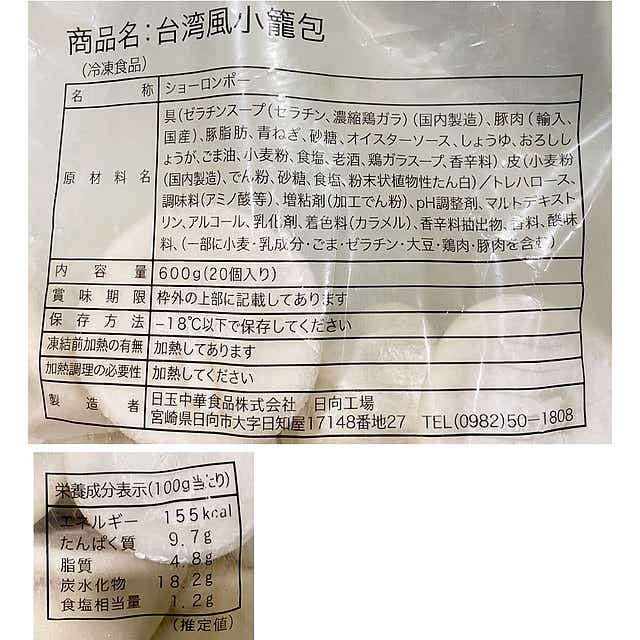 商品名：台湾風小籠包
（冷凍食品）
名称 ショーロンポー
原材料名 具（ゼラチンスープ（ゼラチン、濃縮鶏ガラ）（国内製造）、豚肉（輸入、
国産）、豚脂肪、青ねぎ、砂糖、オイスターソース、しょうゆ、おろししょ
うが、ごま油、小麦粉、食塩、老酒、鶏ガラスープ、香辛料）、皮（小麦粉
（国内製造）、でん粉、砂糖、食塩、粉末状植物性たん白）／トレハロース、
調味料（アミノ酸等）、増粘剤（加工でん粉）、pH調整剤、マルトデキスト
リン、アルコール、乳化剤、着色料（カラメル）、香辛料抽出物、香料、酸味
料、（一部に小麦・乳成分・ごま・ゼラチン・大豆・鶏肉・豚肉を含む）
内容量 600g（20個入り）
賞味期限 枠外の上部に記載してあります
保存方法 −18℃以下で保存してください
凍結前加熱の有無 加熱してあります
加熱調理の必要性 加熱してください
製造者 日玉中華食品株式会社 日向工場
宮崎県日向市大字日知屋17148番地27 TEL(0982)50-1808
栄養成分表示（100g当たり）
エネルギー 155kcal
たんぱく質 9.7g
脂質 4.8g
炭水化物 18.2g
食塩相当量 1.2g
（推定値）